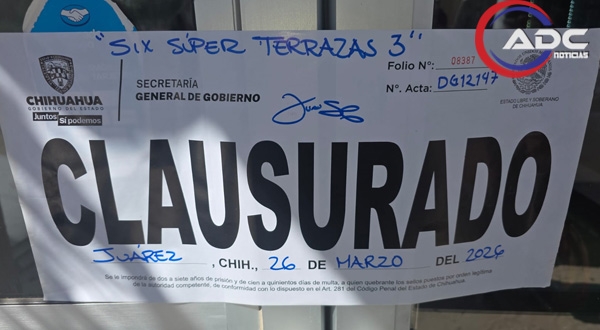 "SIX SÚPER TERRAZAS 3"
ADC
NOTICIAS
Folio Nº: 08387
Nº. Acta: DG12147
CHIHUAHUA
GOBIERNO DEL ESTADO
Juntos Sí podemos
SECRETARÍA
GENERAL DE GOBIERNO
ESTADO LIBRE Y SOBERANO
DE CHIHUAHUA
CLAUSURADO
JUÁREZ, CHIH., 26 DE MARZO DEL 2026
Se impondrá de dos a siete años de prisión y de cien a quinientos días de multa, a quien quebrante los sellos puestos por orden legítima
de la autoridad competente, de conformidad con lo dispuesto en el Art. 281 del Código Penal del Estado de Chihuahua.